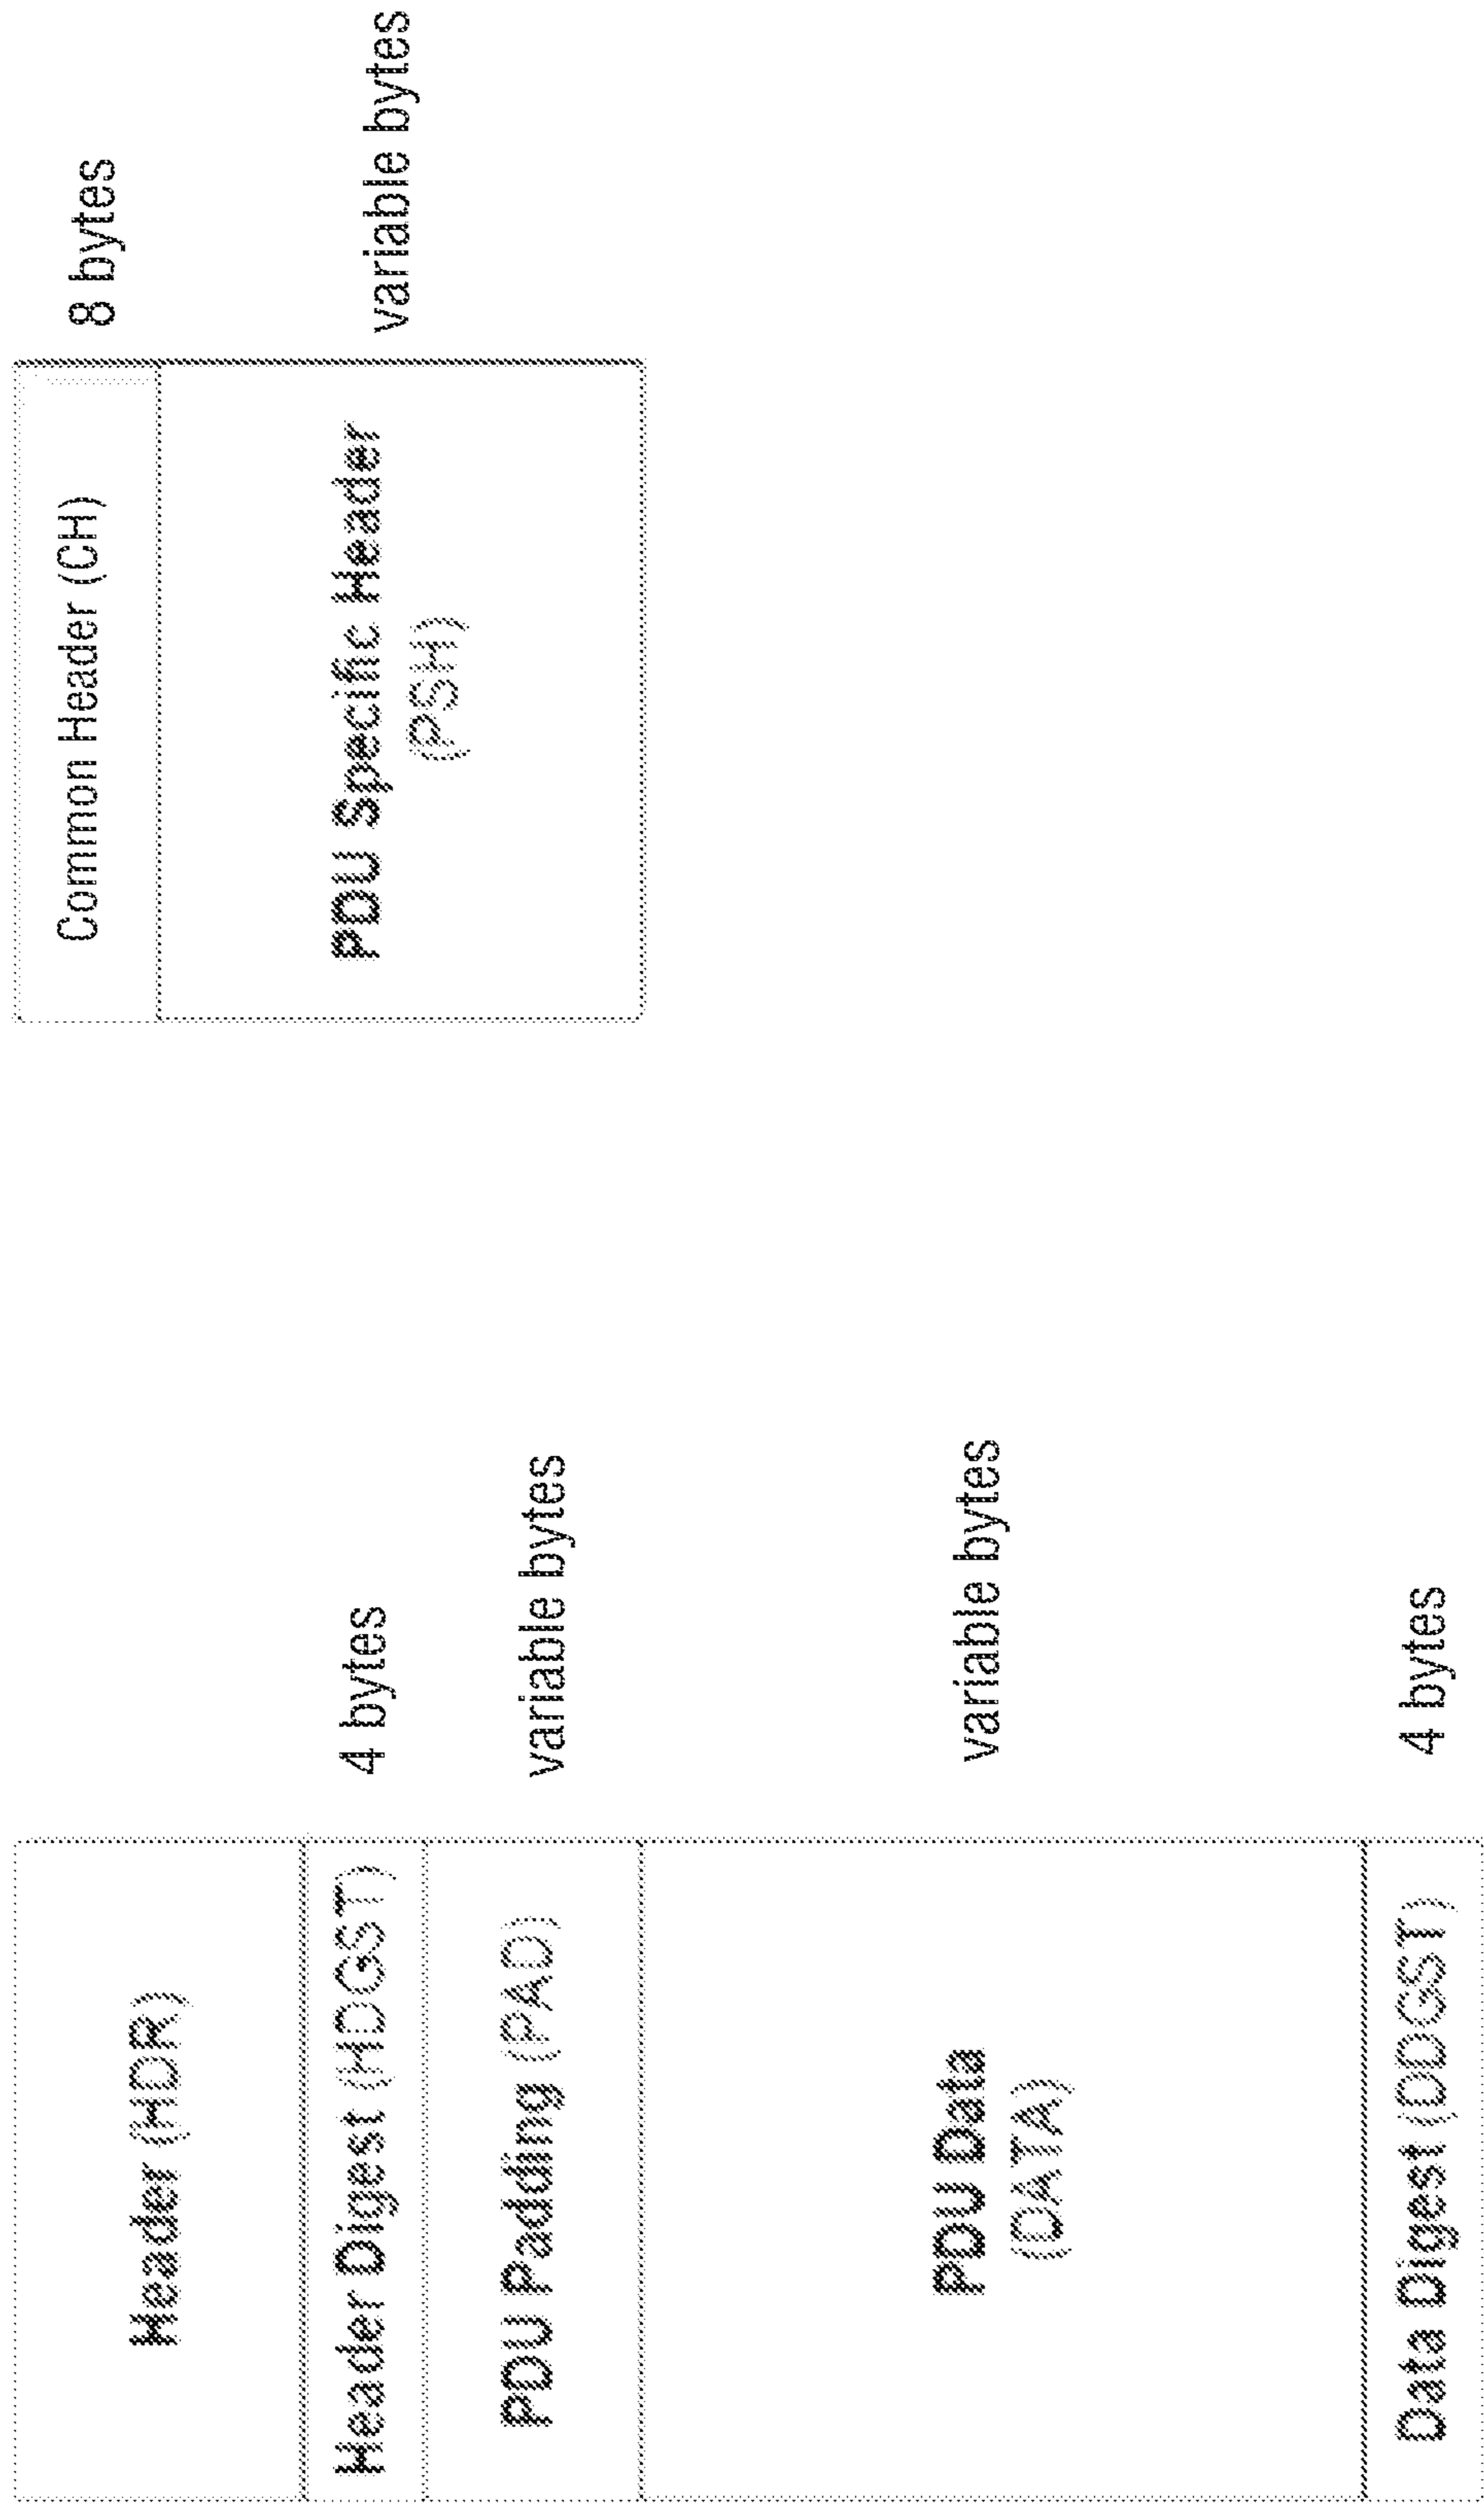 Header (HDR)
Header Digest (HDGST)
4 bytes
PDU Padding (PAD)
variable bytes
PDU Data
(DATA)
variable bytes
Data Digest (DDGST)
4 bytes
Common Header (CH)
8 bytes
PDU Specific Header
(PSH)
variable bytes